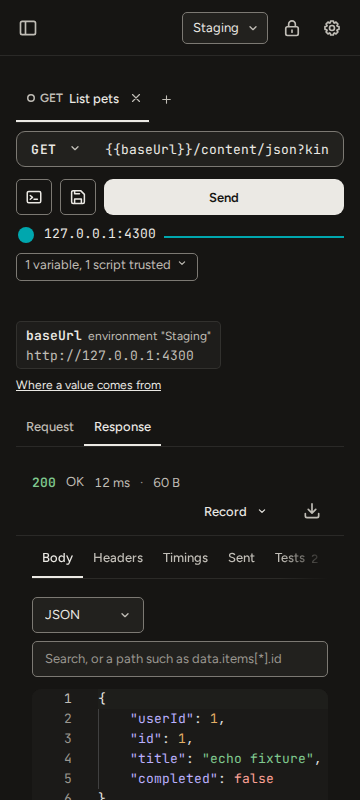 Staging
GET List pets
GET {{baseUrl}}/content/json?kin
Send
127.0.0.1:4300
1 variable, 1 script trusted
baseUrl environment "Staging"
http://127.0.0.1:4300
Where a value comes from
Request Response
200 OK 12 ms · 60 B
Record
Body Headers Timings Sent Tests 2
JSON
Search, or a path such as data.items[*].id
1 {
2 "userId": 1,
3 "id": 1,
4 "title": "echo fixture",
5 "completed": false
6 }